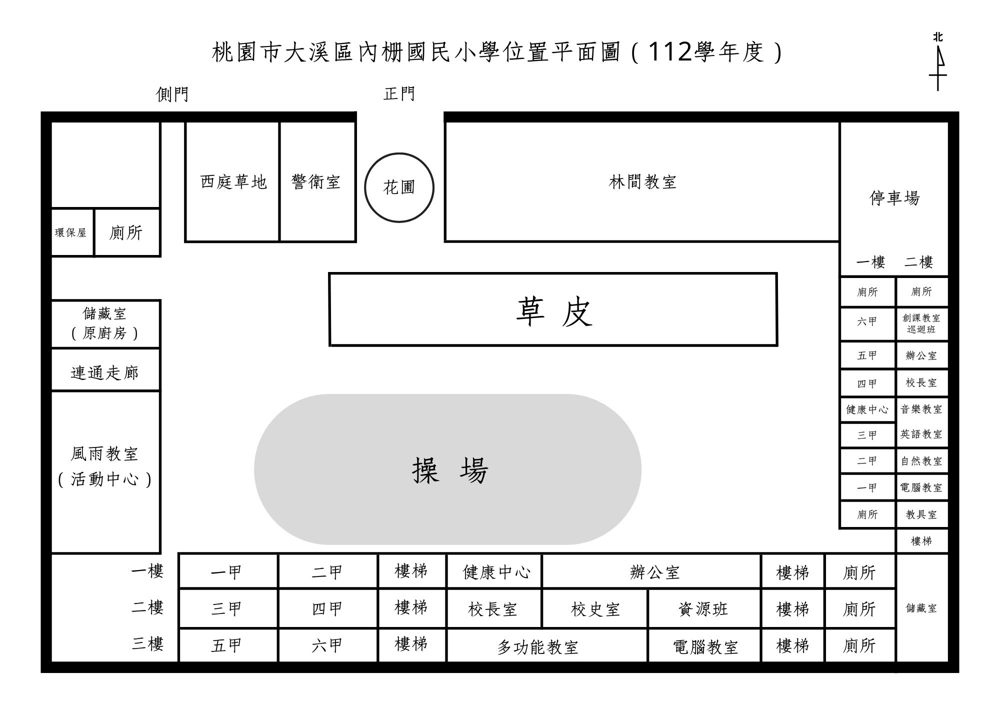 桃園市大溪區內柵國民小學位置平面圖（112學年度）
北
側門
正門
西庭草地
警衛室
花圃
林間教室
停車場
環保屋
廁所
一樓
二樓
草 皮
儲藏室
（原廚房）
連通走廊
風雨教室
（活動中心）
操 場
廁所
廁所
六甲
創課教室
巡迴班
五甲
辦公室
四甲
校長室
健康中心
音樂教室
三甲
英語教室
二甲
自然教室
一甲
電腦教室
廁所
教具室
樓梯
一樓
一甲
二甲
樓梯
健康中心
辦公室
樓梯
廁所
二樓
三甲
四甲
樓梯
校長室
校史室
資源班
樓梯
廁所
儲藏室
三樓
五甲
六甲
樓梯
多功能教室
電腦教室
樓梯
廁所